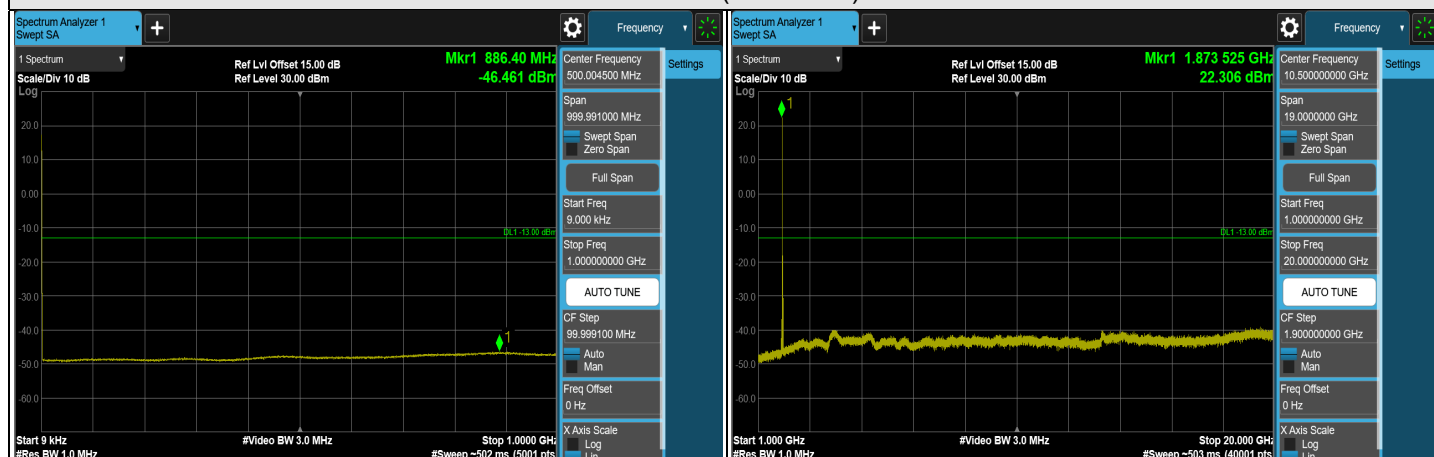 Spectrum Analyzer 1
Swept SA
Frequency
1 Spectrum
Scale/Div 10 dB
Log
Ref Lvl Offset 15.00 dB
Ref Level 30.00 dBm
Mkr1 886.40 MHz
-46.461 dBm
1
20.0
10.0
0.00
-10.0
-20.0
-30.0
-40.0
-50.0
-60.0
DL1 -13.00 dBm
Start 9 kHz
#Video BW 3.0 MHz
Stop 1.0000 GHz
#Res BW 1.0 MHz
#Sweep ~502 ms (5001 pts
Center Frequency
500.004500 MHz
Span
999.991000 MHz
Swept Span
Zero Span
Full Span
Start Freq
9.000 kHz
Stop Freq
1.000000000 GHz
AUTO TUNE
CF Step
99.999100 MHz
Auto
Man
Freq Offset
0 Hz
X Axis Scale
Log
Lin
Settings
Spectrum Analyzer 1
Swept SA
Frequency
1 Spectrum
Scale/Div 10 dB
Log
Ref Lvl Offset 15.00 dB
Ref Level 30.00 dBm
Mkr1 1.873 525 GHz
22.306 dBm
1
20.0
10.0
0.00
-10.0
-20.0
-30.0
-40.0
-50.0
-60.0
DL1 -13.00 dBm
Start 1.000 GHz
#Video BW 3.0 MHz
Stop 20.000 GHz
#Res BW 1.0 MHz
#Sweep ~503 ms (40001 pts
Center Frequency
10.500000000 GHz
Span
19.0000000 GHz
Swept Span
Zero Span
Full Span
Start Freq
1.000000000 GHz
Stop Freq
20.000000000 GHz
AUTO TUNE
CF Step
1.900000000 GHz
Auto
Man
Freq Offset
0 Hz
X Axis Scale
Log
Lin
Settings